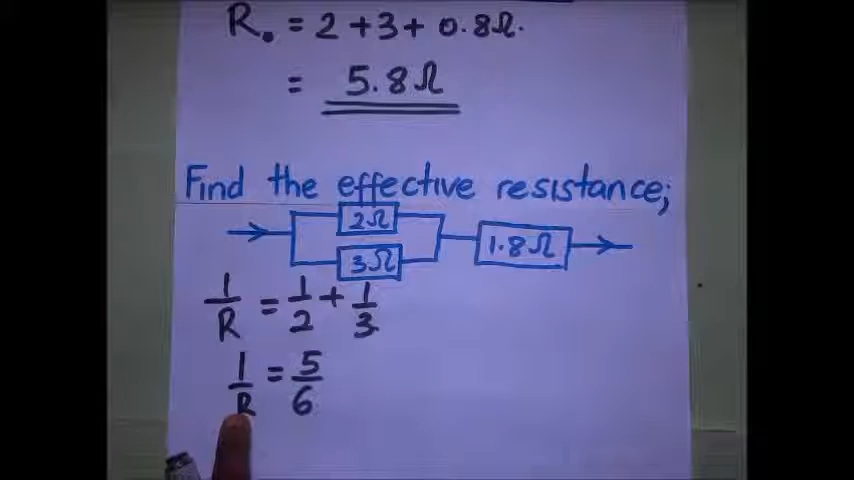 R. = 2 + 3 + 0.8Ω.
= 5.8Ω
Find the effective resistance;
2Ω
3Ω
1.8Ω
1/R = 1/2 + 1/3
1/R = 5/6